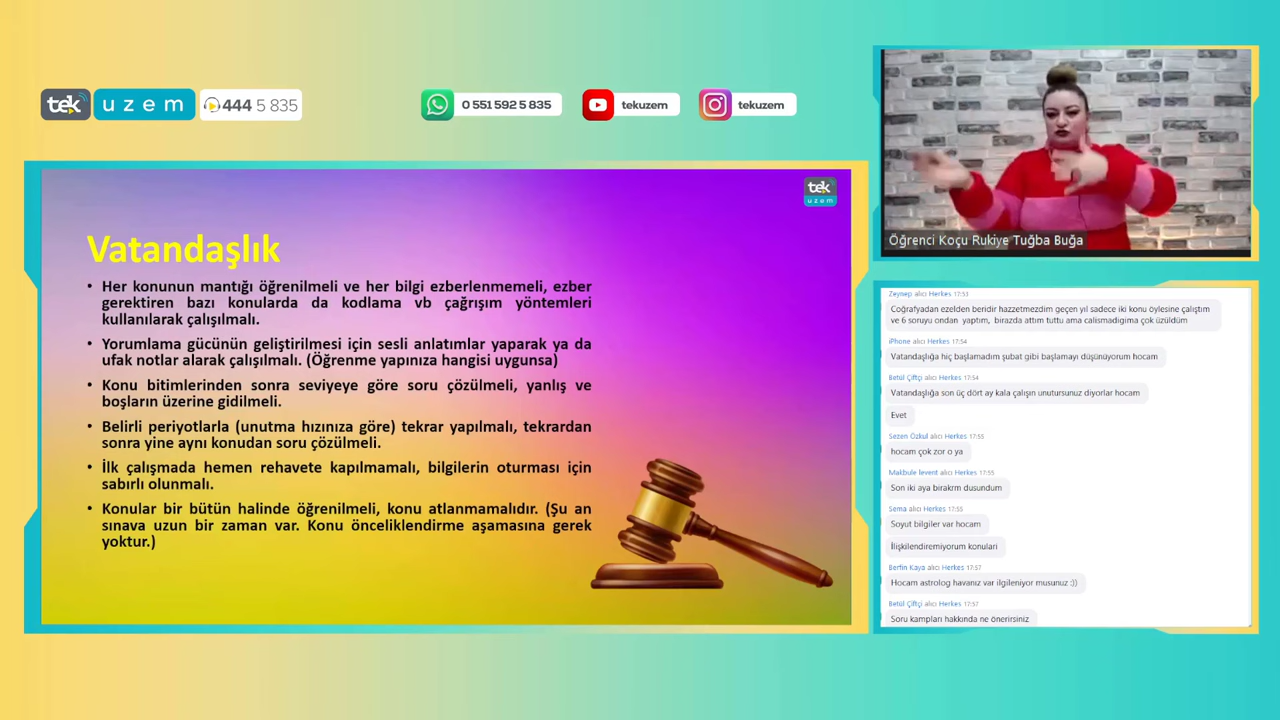 tek
uzem
444 5 835
0 551 592 5 835
tekuzem
tekuzem
tek
uzem
Vatandaşlık
• Her konunun mantığı öğrenilmeli ve her bilgi ezberlenmemeli, ezber
gerektiren bazı konularda da kodlama vb çağrışım yöntemleri
kullanılarak çalışılmalı.
• Yorumlama gücünün geliştirilmesi için sesli anlatımlar yaparak ya da
ufak notlar alarak çalışılmalı. (Öğrenme yapınıza hangisi uygunsa)
• Konu bitimlerinden sonra seviyeye göre soru çözülmeli, yanlış ve
boşların üzerine gidilmeli.
• Belirli periyotlarla (unutma hızınıza göre) tekrar yapılmalı, tekrardan
sonra yine aynı konudan soru çözülmeli.
• İlk çalışmada hemen rehavete kapılmamalı, bilgilerin oturması için
sabırlı olunmalı.
• Konular bir bütün halinde öğrenilmeli, konu atlanmamalıdır. (Şu an
sınava uzun bir zaman var. Konu önceliklendirme aşamasına gerek
yoktur.)
Öğrenci Koçu Rukiye Tuğba Buğa
Zeynep alıcı Herkes 17:53
Coğrafyadan ezelden beridir hazzetmezdim geçen yıl sadece iki konu öylesine çalıştım
ve 6 soruyu ondan yaptım, birazda attım tuttu ama calismadigima çok üzüldüm
iPhone alıcı Herkes 17:54
Vatandaşlığa hiç başlamadım şubat gibi başlamayı düşünüyorum hocam
Betül Çiftçi alıcı Herkes 17:54
Vatandaşlığa son üç dört ay kala çalışın unutursunuz diyorlar hocam
Evet
Sezen Özkul alıcı Herkes 17:55
hocam çok zor o ya
Makbule levent alıcı Herkes 17:55
Son iki aya birakrm dusundum
Sema alıcı Herkes 17:55
Soyut bilgiler var hocam
İlişkilendiremiyorum konulari
Berfin Kaya alıcı Herkes 17:57
Hocam astrolog havanız var ilgileniyor musunuz :))
Betül Çiftçi alıcı Herkes 17:57
Soru kampları hakkında ne önerirsiniz